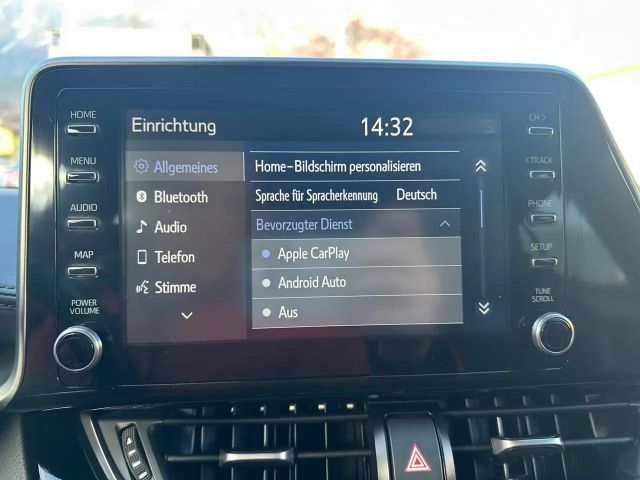 HOME
MENU
AUDIO
MAP
POWER
VOLUME
Einrichtung
14:32
Allgemeines
Bluetooth
Audio
Telefon
Stimme
Home-Bildschirm personalisieren
Sprache für Spracherkennung Deutsch
Bevorzugter Dienst
Apple CarPlay
Android Auto
Aus
CH >
< TRACK
PHONE
SETUP
TUNE
SCROLL